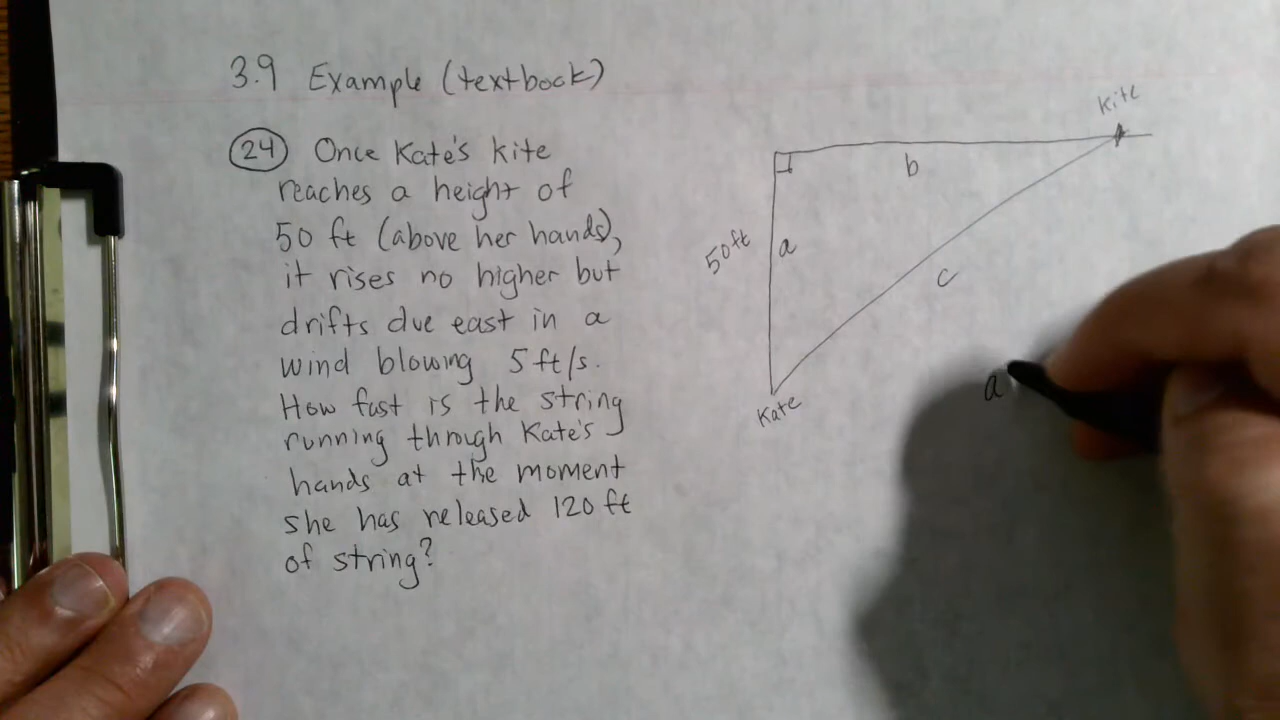 3.9 Example (textbook)
24 Once Kate's kite
reaches a height of
50 ft (above her hands),
it rises no higher but
drifts due east in a
wind blowing 5 ft/s.
How fast is the string
running through Kate's
hands at the moment
she has released 120 ft
of string?
Kite
b
50 ft
a
c
Kate
a